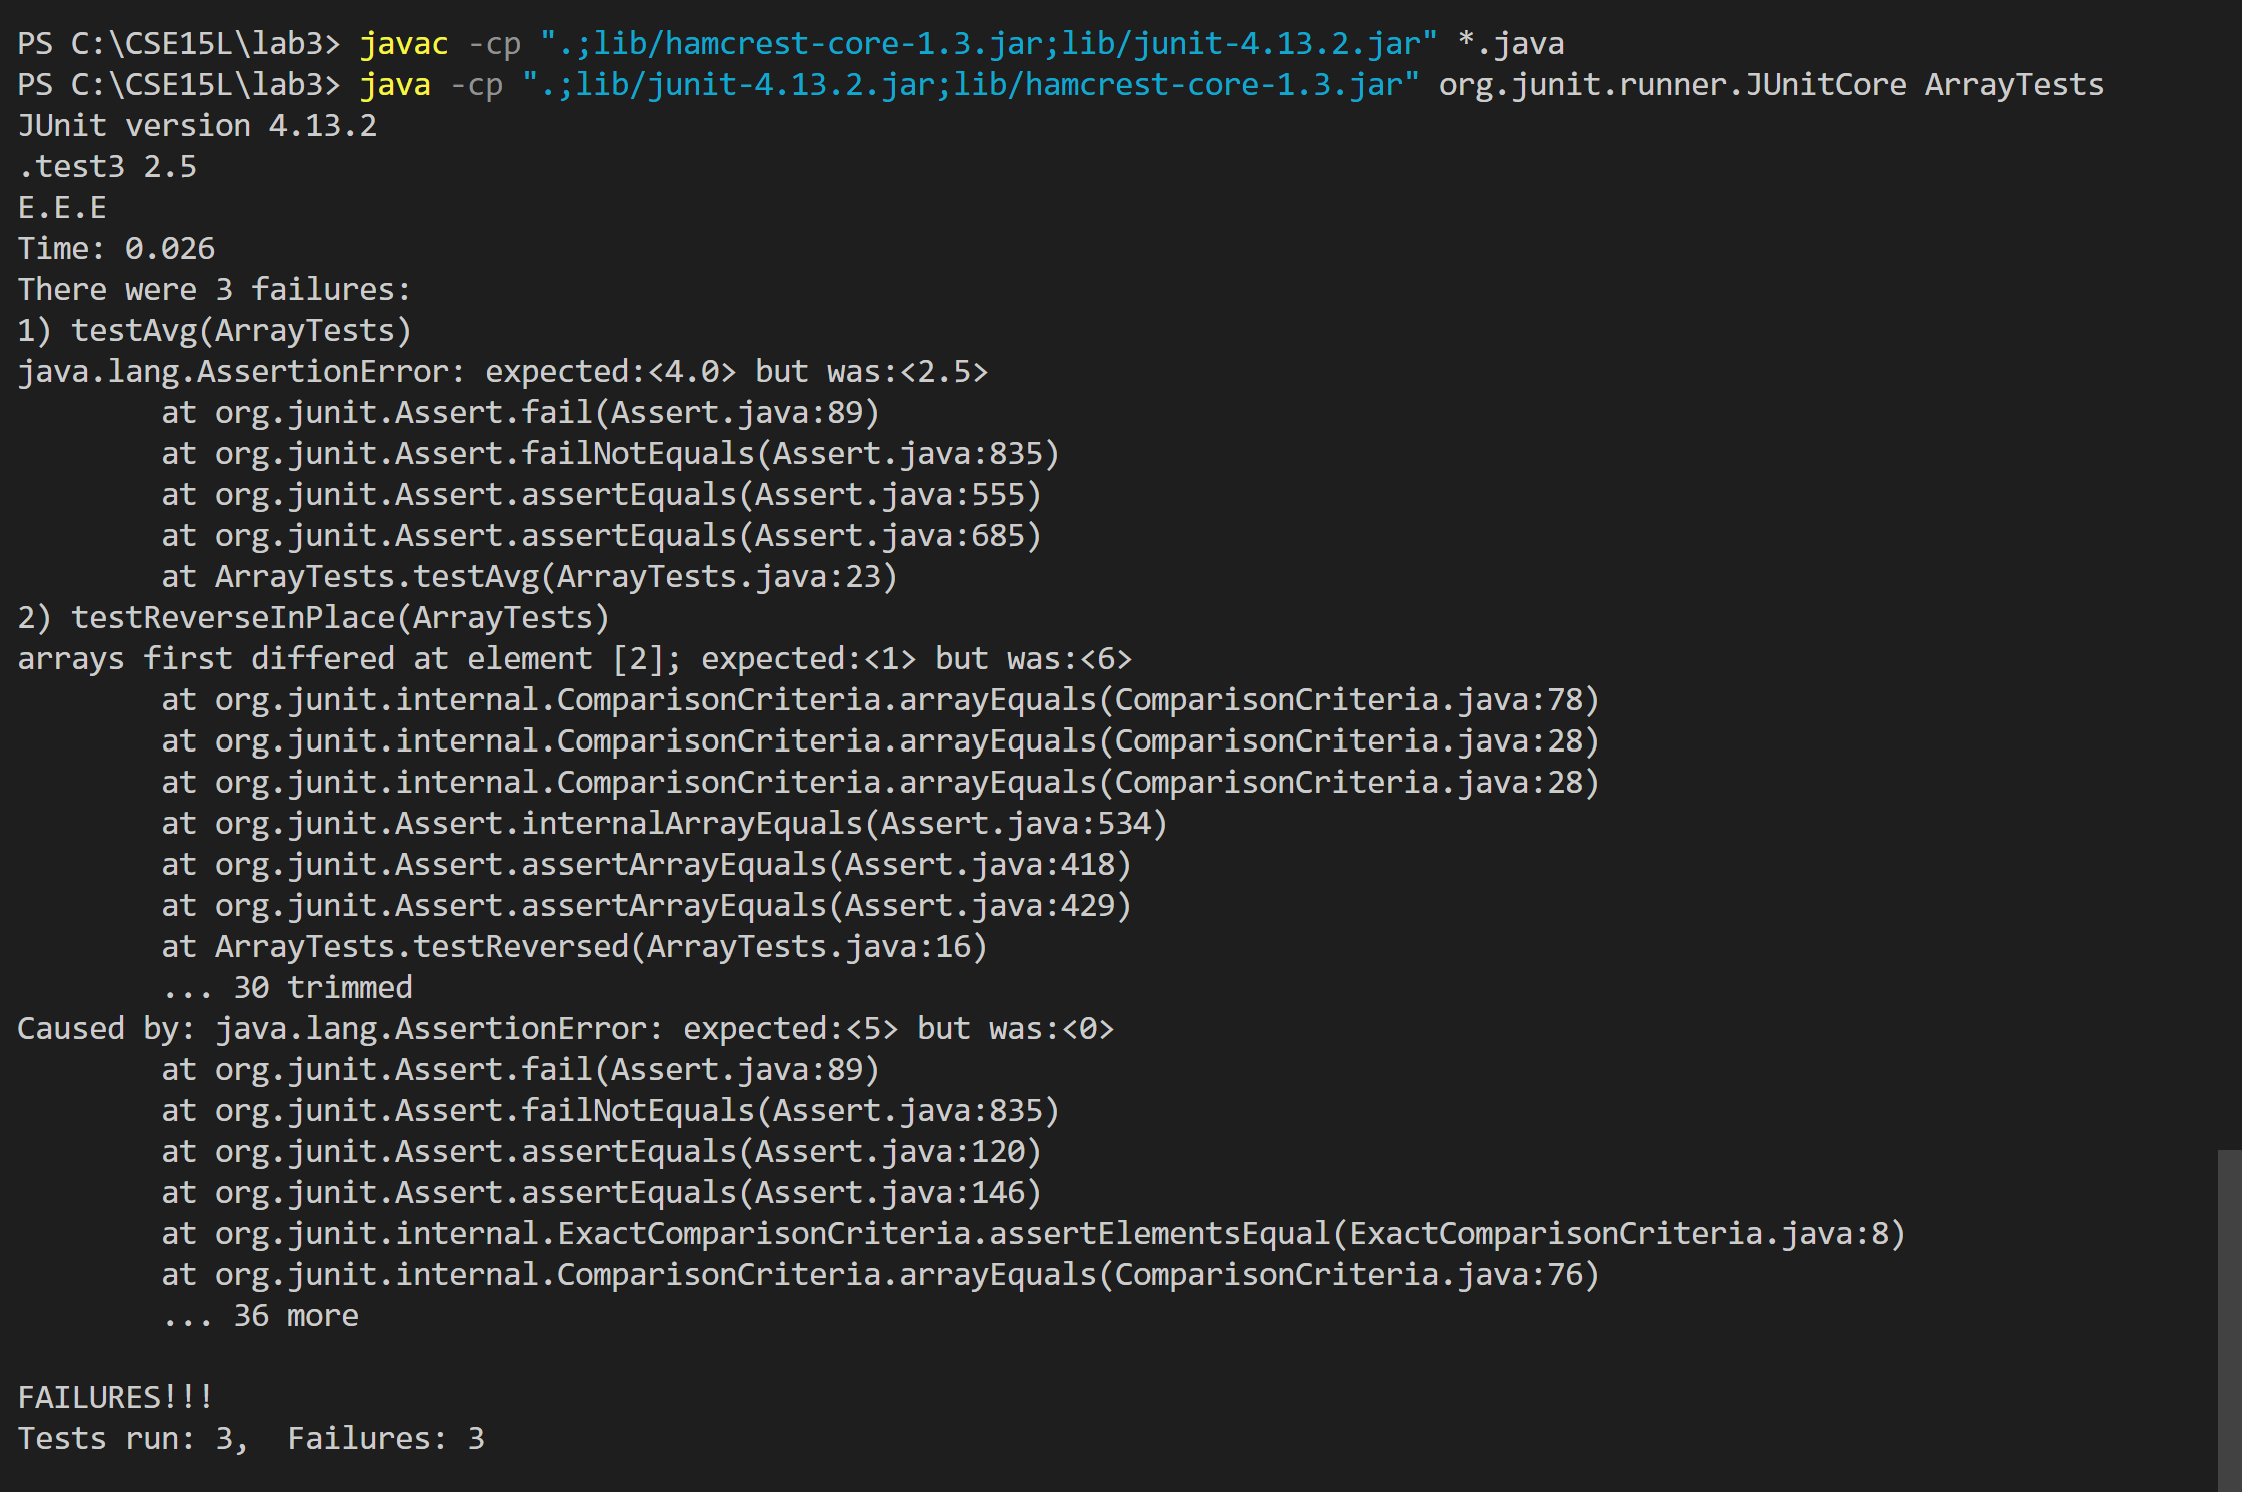 PS C:\CSE15L\lab3> javac -cp ".;lib/hamcrest-core-1.3.jar;lib/junit-4.13.2.jar" *.java
PS C:\CSE15L\lab3> java -cp ".;lib/junit-4.13.2.jar;lib/hamcrest-core-1.3.jar" org.junit.runner.JUnitCore ArrayTests
JUnit version 4.13.2
.test3 2.5
E.E.E
Time: 0.026
There were 3 failures:
1) testAvg(ArrayTests)
java.lang.AssertionError: expected:<4.0> but was:<2.5>
        at org.junit.Assert.fail(Assert.java:89)
        at org.junit.Assert.failNotEquals(Assert.java:835)
        at org.junit.Assert.assertEquals(Assert.java:555)
        at org.junit.Assert.assertEquals(Assert.java:685)
        at ArrayTests.testAvg(ArrayTests.java:23)
2) testReverseInPlace(ArrayTests)
arrays first differed at element [2]; expected:<1> but was:<6>
        at org.junit.internal.ComparisonCriteria.arrayEquals(ComparisonCriteria.java:78)
        at org.junit.internal.ComparisonCriteria.arrayEquals(ComparisonCriteria.java:28)
        at org.junit.internal.ComparisonCriteria.arrayEquals(ComparisonCriteria.java:28)
        at org.junit.Assert.internalArrayEquals(Assert.java:534)
        at org.junit.Assert.assertArrayEquals(Assert.java:418)
        at org.junit.Assert.assertArrayEquals(Assert.java:429)
        at ArrayTests.testReversed(ArrayTests.java:16)
        ... 30 trimmed
Caused by: java.lang.AssertionError: expected:<5> but was:<0>
        at org.junit.Assert.fail(Assert.java:89)
        at org.junit.Assert.failNotEquals(Assert.java:835)
        at org.junit.Assert.assertEquals(Assert.java:120)
        at org.junit.Assert.assertEquals(Assert.java:146)
        at org.junit.internal.ExactComparisonCriteria.assertElementsEqual(ExactComparisonCriteria.java:8)
        at org.junit.internal.ComparisonCriteria.arrayEquals(ComparisonCriteria.java:76)
        ... 36 more

FAILURES!!!
Tests run: 3,  Failures: 3